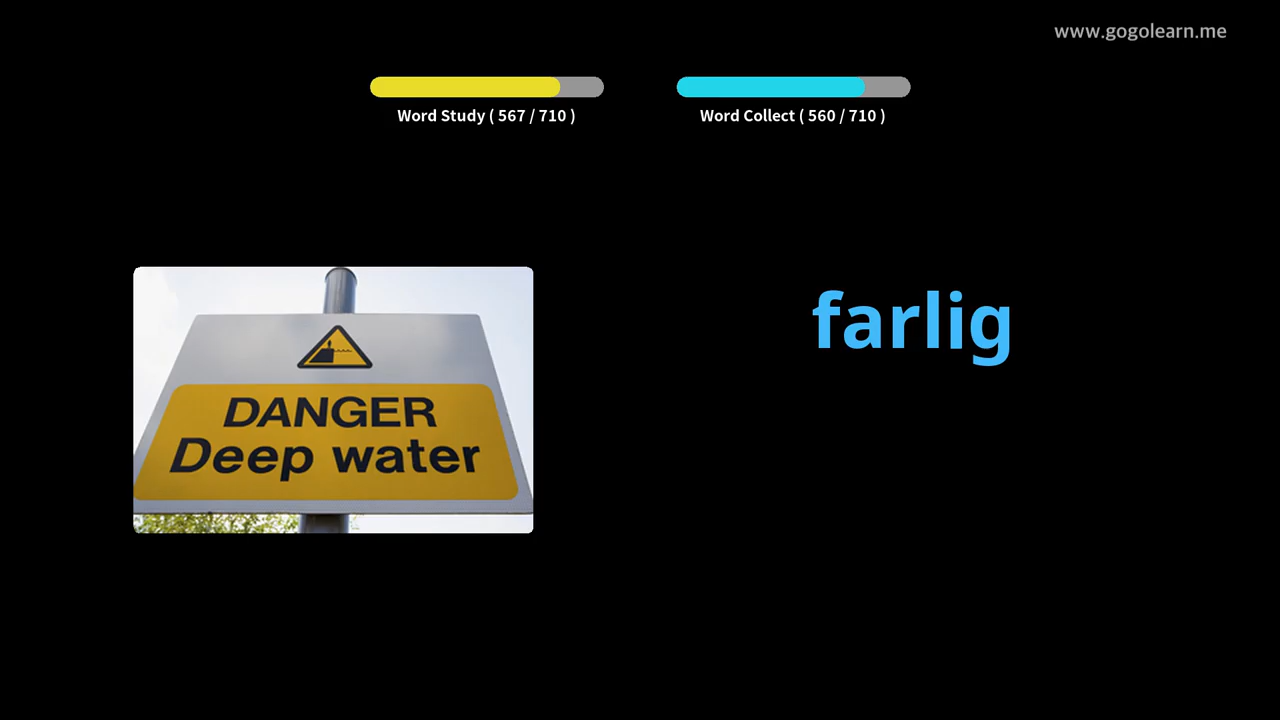 www.gogolearn.me
Word Study ( 567 / 710 )
Word Collect ( 560 / 710 )
farlig
DANGER
Deep water